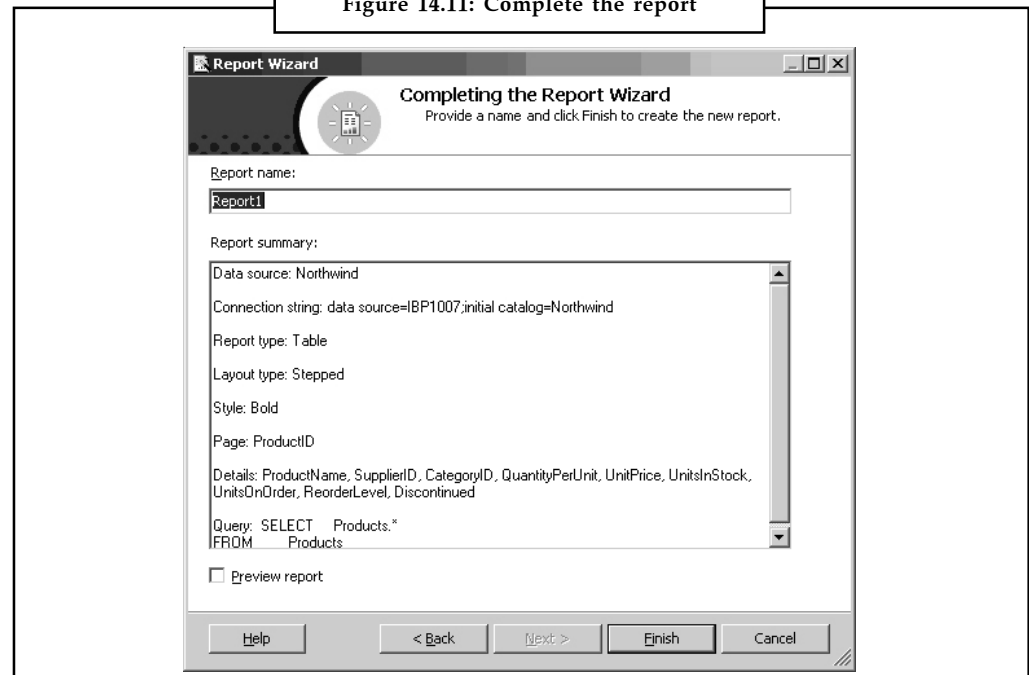 Figure 14.11: Complete the report
Report Wizard
Completing the Report Wizard
Provide a name and click Finish to create the new report.
Report name:
Report1
Report summary:
Data source: Northwind
Connection string: data source=IBP1007;initial catalog=Northwind
Report type: Table
Layout type: Stepped
Style: Bold
Page: ProductID
Details: ProductName, SupplierID, CategoryID, QuantityPerUnit, UnitPrice, UnitsInStock,
UnitsOnOrder, ReorderLevel, Discontinued
Query: SELECT Products.*
FROM Products
Preview report
Help
< Back
Next >
Finish
Cancel